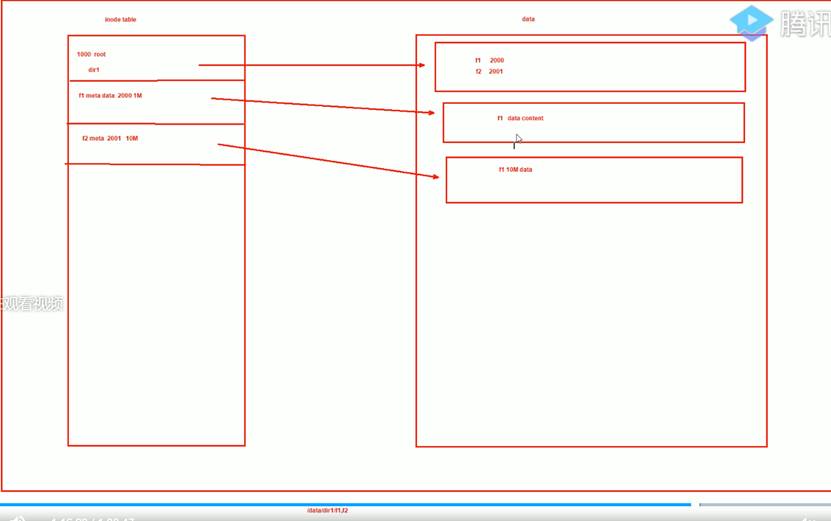 inode table
data
腾讯
1000 root
dir1
f1 2000
f2 2001
f1 meta data 2000 1M
f1 data content
f2 meta 2001 10M
f1 10M data
观看视频
/data/dir1/f1,f2